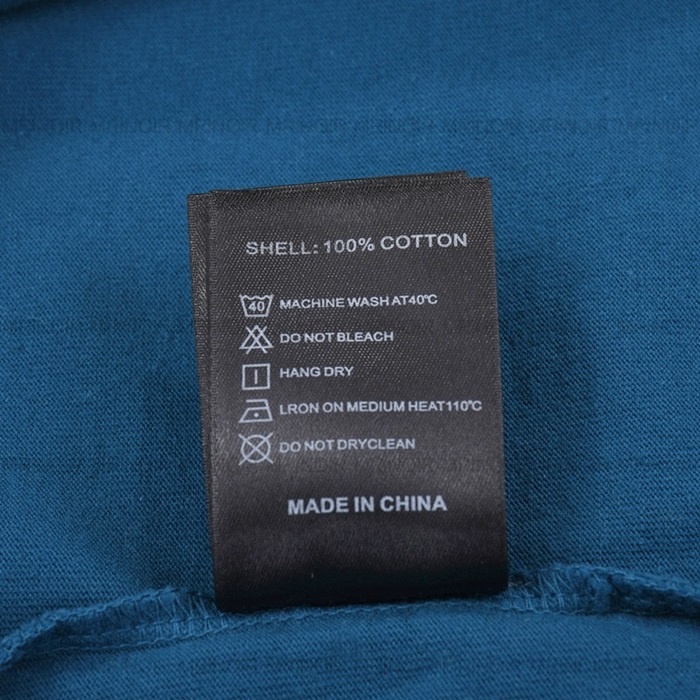 SHELL: 100% COTTON
40 MACHINE WASH AT40℃
DO NOT BLEACH
HANG DRY
LRON ON MEDIUM HEAT110℃
DO NOT DRYCLEAN
MADE IN CHINA